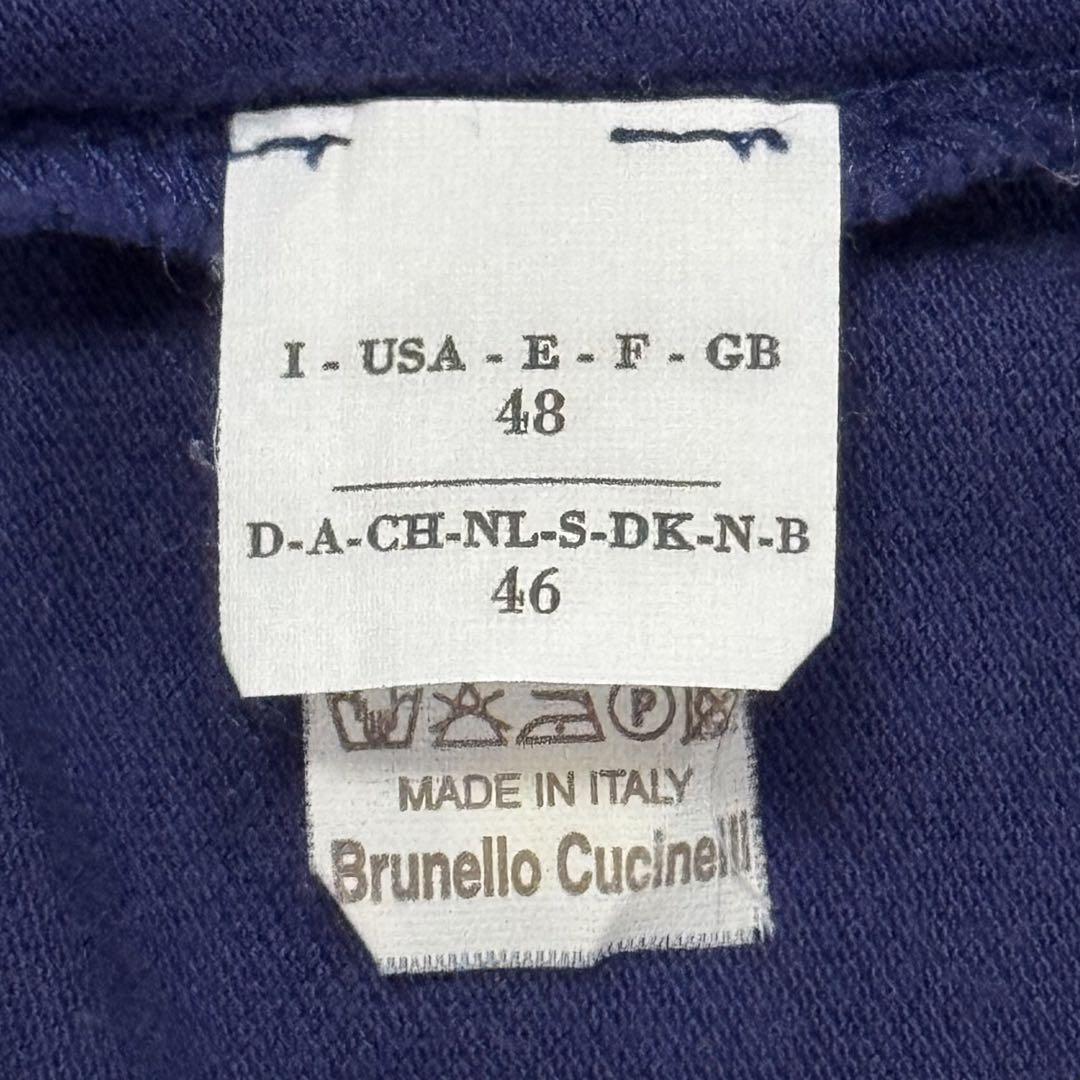 I - USA - E - F - GB
48
D-A-CH-NL-S-DK-N-B
46
P
MADE IN ITALY
Brunello Cucinelli